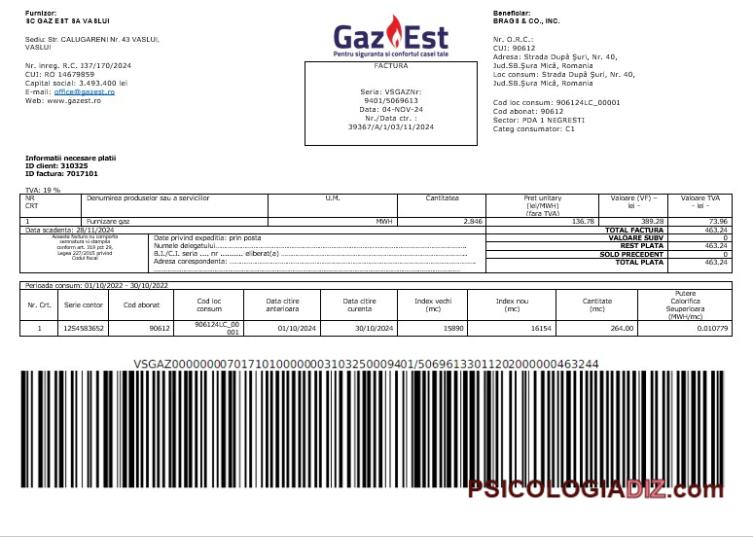 Furnizor:
SC GAZ EST SA VASLUI
Sediu: Str. CALUGARENI Nr. 43 VASLUI,
VASLUI
Nr. inreg. R.C. 137/170/2024
CUI: RO 14679859
Capital social: 3.493.400 lei
E-mail: office@gazest.ro
Web: www.gazest.ro
Gaz Est
Pentru siguranta si confortul casei tale
FACTURA
Seria: VSGAZNr:
9401/5069613
Data: 04-NOV-24
Nr./Data ctr. :
39367/A/1/03/11/2024
Beneficiar:
BRAGS & CO., INC.
Nr. O.R.C.:
CUI: 90612
Adresa: Strada După Şuri, Nr. 40,
Jud.SB.Şura Mică, Romania
Loc consum: Strada După Şuri, Nr. 40,
Jud.SB.Şura Mică, Romania
Cod loc consum: 906124LC_00001
Cod abonat: 90612
Sector: PDA 1 NEGRESTI
Categ consumator: C1
Informatii necesare platii
ID client: 310325
ID factura: 7017101
TVA: 19 %
NR CRT Denumirea produselor sau a serviciilor U.M. Cantitatea Pret unitary (lei/MWH) (fara TVA) Valoare (VF) – lei - Valoare TVA - lei -
1 Furnizare gaz MWH 2.846 136.78 389.28 73.96
Data scadenta: 28/11/2024 TOTAL FACTURA 463.24
Aceasta factura nu comporta
semnatura si stampila
conform art. 319 pct 29,
Legea 227/2015 privind
Codul fiscal
Date privind expeditia: prin posta
Numele delegatului
B.I./C.I. seria .... nr .......... eliberat(a)
Adresa corespondenta:
VALOARE SUBV 0
REST PLATA 463.24
SOLD PRECEDENT 0
TOTAL PLATA 463.24
Perioada consum: 01/10/2022 - 30/10/2022
Nr. Crt. Serie contor Cod abonat Cod loc consum Data citire anterioara Data citire curenta Index vechi (mc) Index nou (mc) Cantitate (mc) Putere Calorifica Seuperioara (MWH/mc)
1 12S4583652 90612 906124LC_00001 01/10/2024 30/10/2024 15890 16154 264.00 0.010779
VSGAZ00000000701710100000003103250009401/506961330112020000004632​44
PSICOLOGIADIZ.com